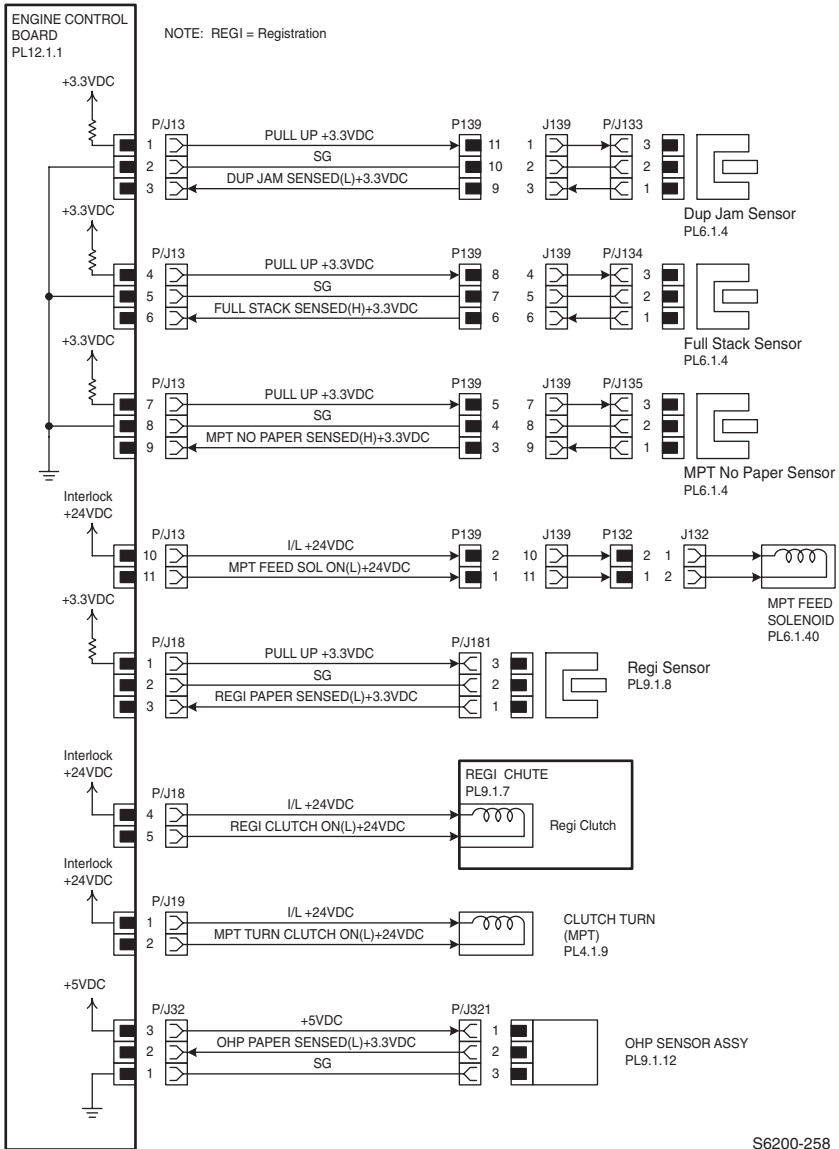 ENGINE CONTROL
BOARD
PL12.1.1
NOTE: REGI = Registration
+3.3VDC
P/J13 P139 J139 P/J133
1 PULL UP +3.3VDC 11 1 3
2 SG 10 2 2
3 DUP JAM SENSED(L)+3.3VDC 9 3 1
Dup Jam Sensor
PL6.1.4
+3.3VDC
P/J13 P139 J139 P/J134
4 PULL UP +3.3VDC 8 4 3
5 SG 7 5 2
6 FULL STACK SENSED(H)+3.3VDC 6 6 1
Full Stack Sensor
PL6.1.4
+3.3VDC
P/J13 P139 J139 P/J135
7 PULL UP +3.3VDC 5 7 3
8 SG 4 8 2
9 MPT NO PAPER SENSED(H)+3.3VDC 3 9 1
MPT No Paper Sensor
PL6.1.4
Interlock
+24VDC
P/J13 P139 J139 P132 J132
10 I/L +24VDC 2 10 2 1
11 MPT FEED SOL ON(L)+24VDC 1 11 1 2
MPT FEED
SOLENOID
PL6.1.40
+3.3VDC
P/J18 P/J181
1 PULL UP +3.3VDC 3
2 SG 2
3 REGI PAPER SENSED(L)+3.3VDC 1
Regi Sensor
PL9.1.8
Interlock
+24VDC
P/J18
4 I/L +24VDC
5 REGI CLUTCH ON(L)+24VDC
REGI CHUTE
PL9.1.7
Regi Clutch
Interlock
+24VDC
P/J19
1 I/L +24VDC
2 MPT TURN CLUTCH ON(L)+24VDC
CLUTCH TURN
(MPT)
PL4.1.9
+5VDC
P/J32 P/J321
3 +5VDC 1
2 OHP PAPER SENSED(L)+3.3VDC 2
1 SG 3
OHP SENSOR ASSY
PL9.1.12
S6200-258